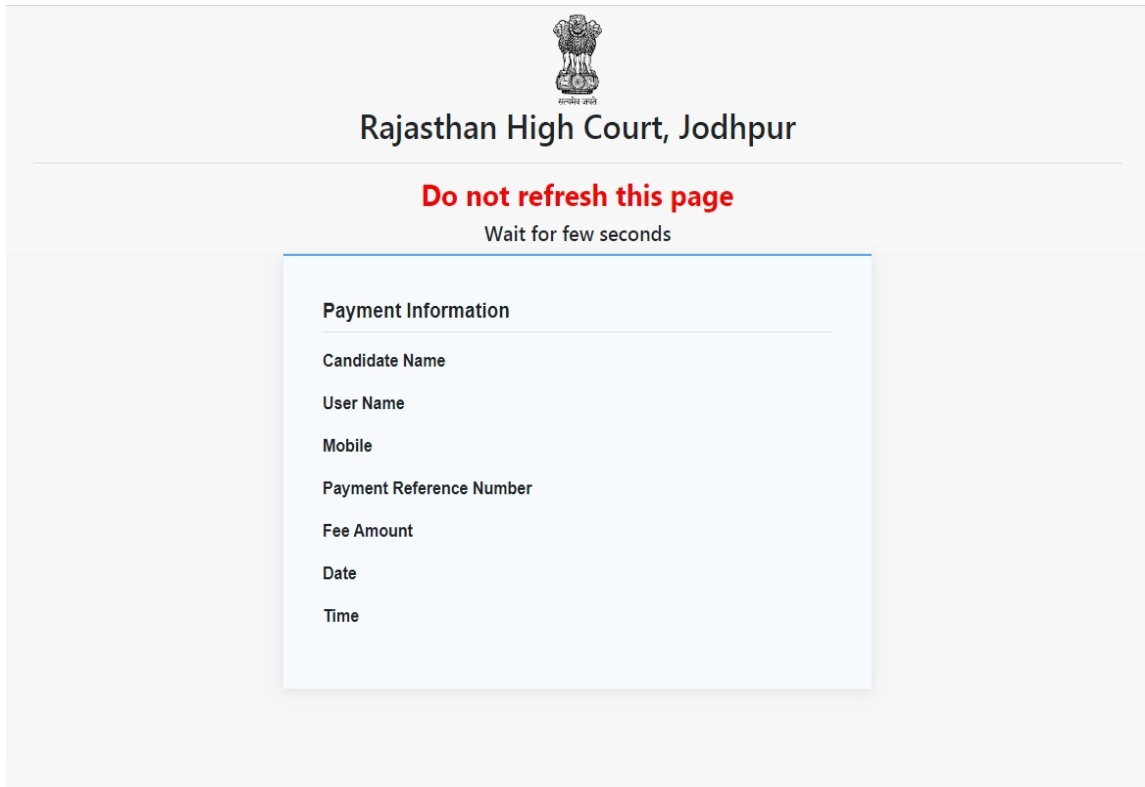 सत्यमेव जयते
Rajasthan High Court, Jodhpur
Do not refresh this page
Wait for few seconds
Payment Information
Candidate Name
User Name
Mobile
Payment Reference Number
Fee Amount
Date
Time